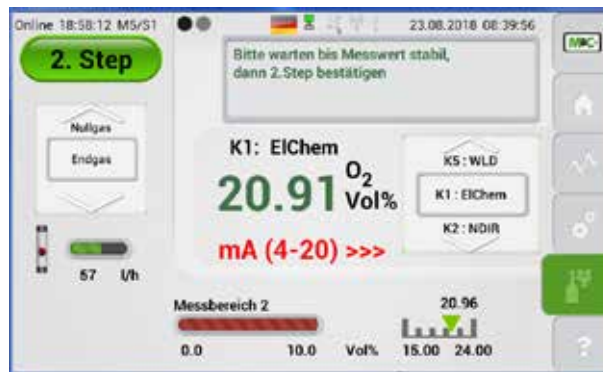 Online 18:58:12 M5/S1
23.08.2018 08:39:56
M&C
2. Step
Bitte warten bis Messwert stabil,
dann 2.Step bestätigen
Nullgas
Endgas
K1: ElChem
20.91 O2 Vol%
mA (4-20) >>>
K5 : WLD
K1 : ElChem
K2 : NDIR
57 l/h
Messbereich 2
0.0 10.0 Vol%
20.96
15.00 24.00
?